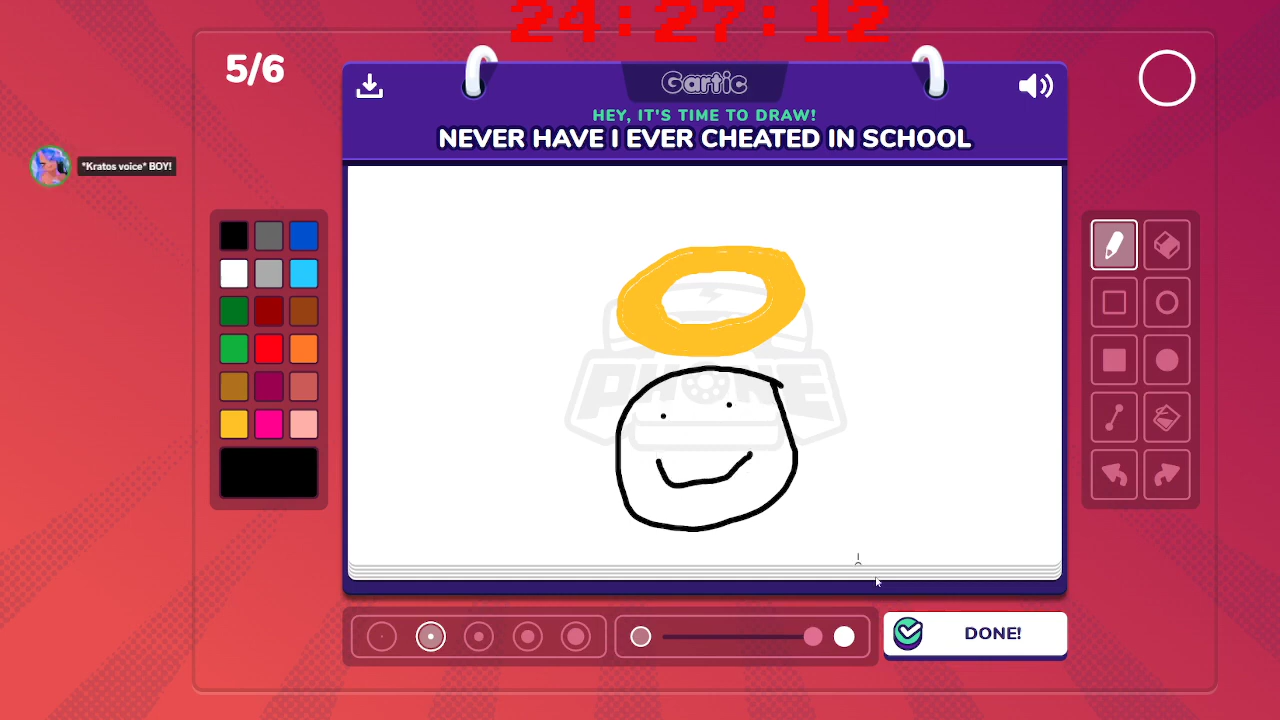 24:27:12
5/6
Gartic
HEY, IT'S TIME TO DRAW!
NEVER HAVE I EVER CHEATED IN SCHOOL
*Kratos voice* BOY!
PHONE
DONE!